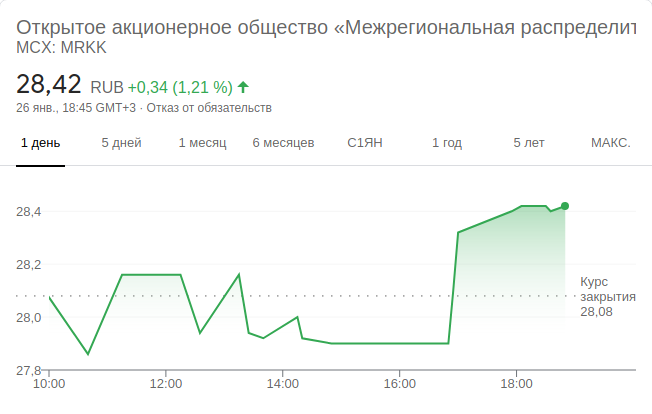 Открытое акционерное общество «Межрегиональная распределит
MCX: MRKK
28,42 RUB +0,34 (1,21 %)
26 янв., 18:45 GMT+3 · Отказ от обязательств
1 день 5 дней 1 месяц 6 месяцев С1ЯН 1 год 5 лет МАКС.
28,4
28,2
Курс
закрытия
28,08
28,0
27,8
10:00 12:00 14:00 16:00 18:00